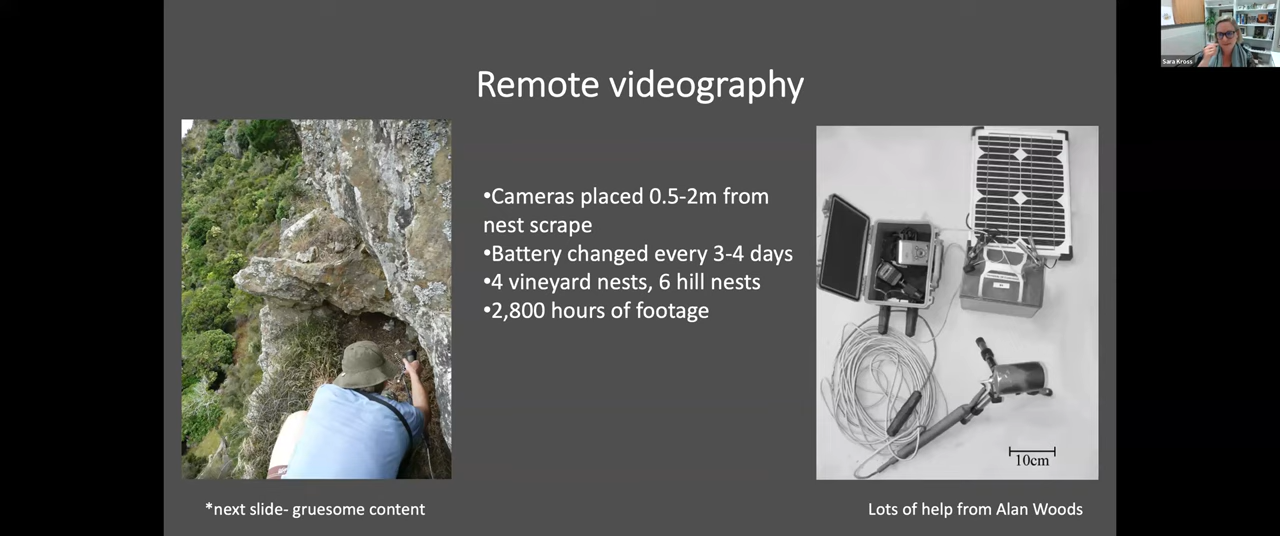 Remote videography
•Cameras placed 0.5-2m from
nest scrape
•Battery changed every 3-4 days
•4 vineyard nests, 6 hill nests
•2,800 hours of footage
10cm
*next slide- gruesome content
Lots of help from Alan Woods
Sara Kross